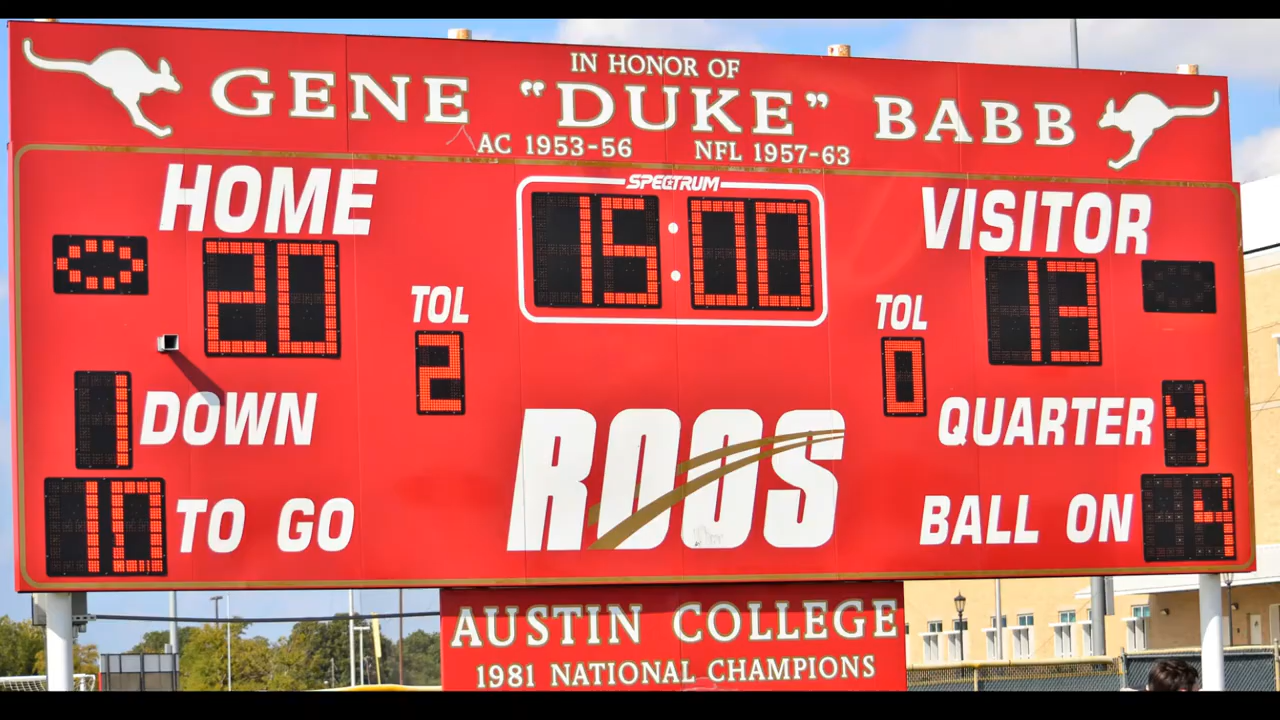 IN HONOR OF
GENE "DUKE" BABB
AC 1953-56 NFL 1957-63
HOME SPECTRUM VISITOR
20 15:00 13
TOL TOL
2 0
1 DOWN QUARTER 4
ROOS
10 TO GO BALL ON 4
AUSTIN COLLEGE
1981 NATIONAL CHAMPIONS